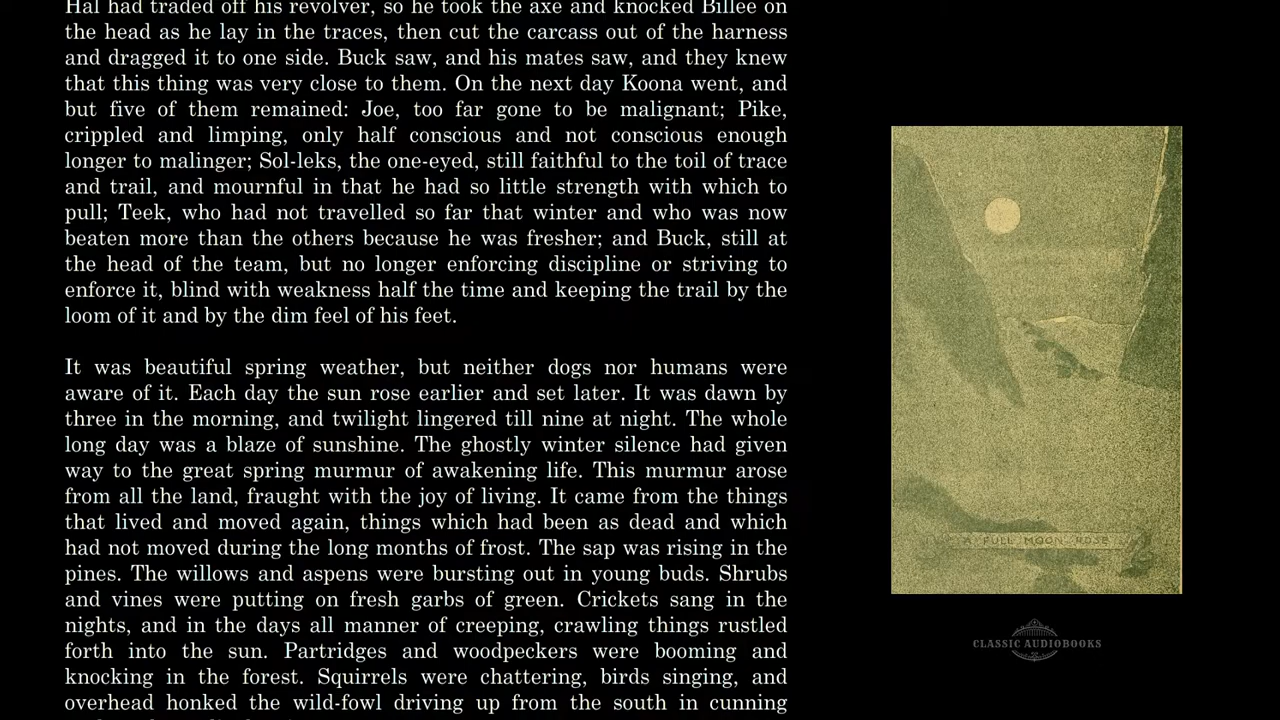 Hal had traded off his revolver, so he took the axe and knocked Billee on
the head as he lay in the traces, then cut the carcass out of the harness
and dragged it to one side. Buck saw, and his mates saw, and they knew
that this thing was very close to them. On the next day Koona went, and
but five of them remained: Joe, too far gone to be malignant; Pike,
crippled and limping, only half conscious and not conscious enough
longer to malinger; Sol-leks, the one-eyed, still faithful to the toil of trace
and trail, and mournful in that he had so little strength with which to
pull; Teek, who had not travelled so far that winter and who was now
beaten more than the others because he was fresher; and Buck, still at
the head of the team, but no longer enforcing discipline or striving to
enforce it, blind with weakness half the time and keeping the trail by the
loom of it and by the dim feel of his feet.
It was beautiful spring weather, but neither dogs nor humans were
aware of it. Each day the sun rose earlier and set later. It was dawn by
three in the morning, and twilight lingered till nine at night. The whole
long day was a blaze of sunshine. The ghostly winter silence had given
way to the great spring murmur of awakening life. This murmur arose
from all the land, fraught with the joy of living. It came from the things
that lived and moved again, things which had been as dead and which
had not moved during the long months of frost. The sap was rising in the
pines. The willows and aspens were bursting out in young buds. Shrubs
and vines were putting on fresh garbs of green. Crickets sang in the
nights, and in the days all manner of creeping, crawling things rustled
forth into the sun. Partridges and woodpeckers were booming and
knocking in the forest. Squirrels were chattering, birds singing, and
overhead honked the wild-fowl driving up from the south in cunning
A FULL MOON ROSE
CLASSIC AUDIOBOOKS